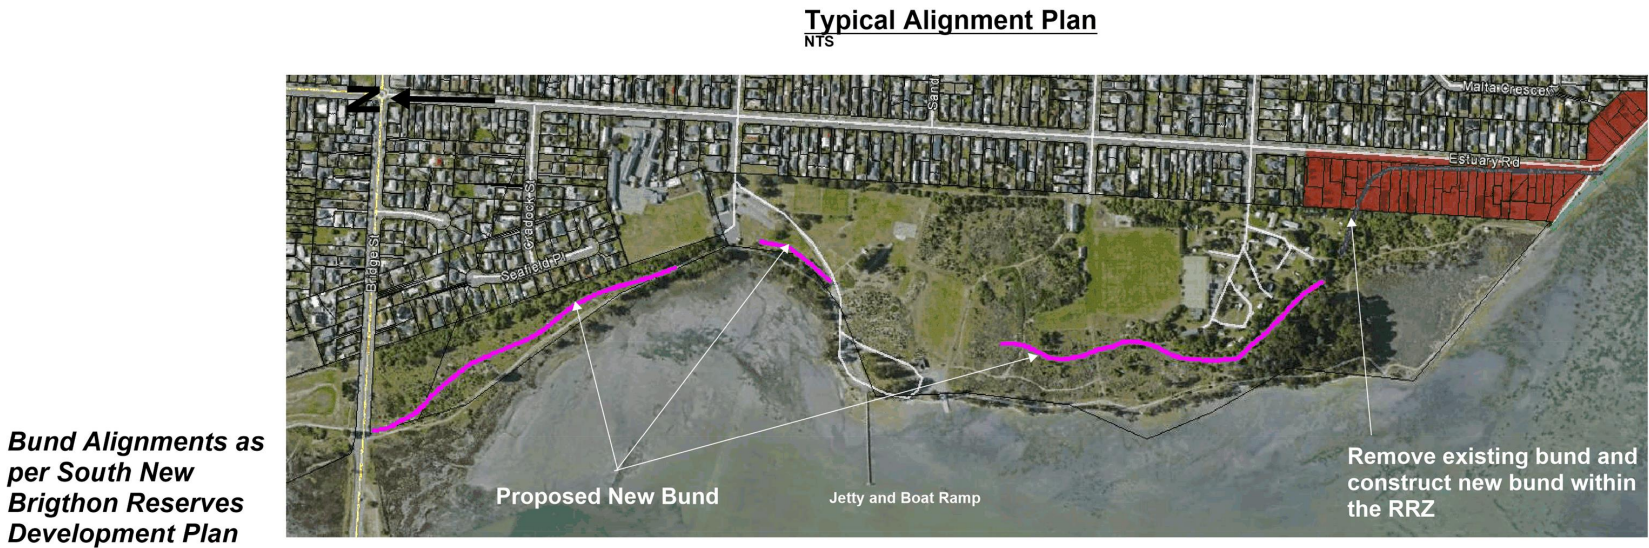 Typical Alignment Plan
NTS
N
Malta Crescent
Sand
Estuary Rd
Cradock St
Bridge St
Seafield Pl
Bund Alignments as
per South New
Brigthon Reserves
Development Plan
Proposed New Bund
Jetty and Boat Ramp
Remove existing bund and
construct new bund within
the RRZ